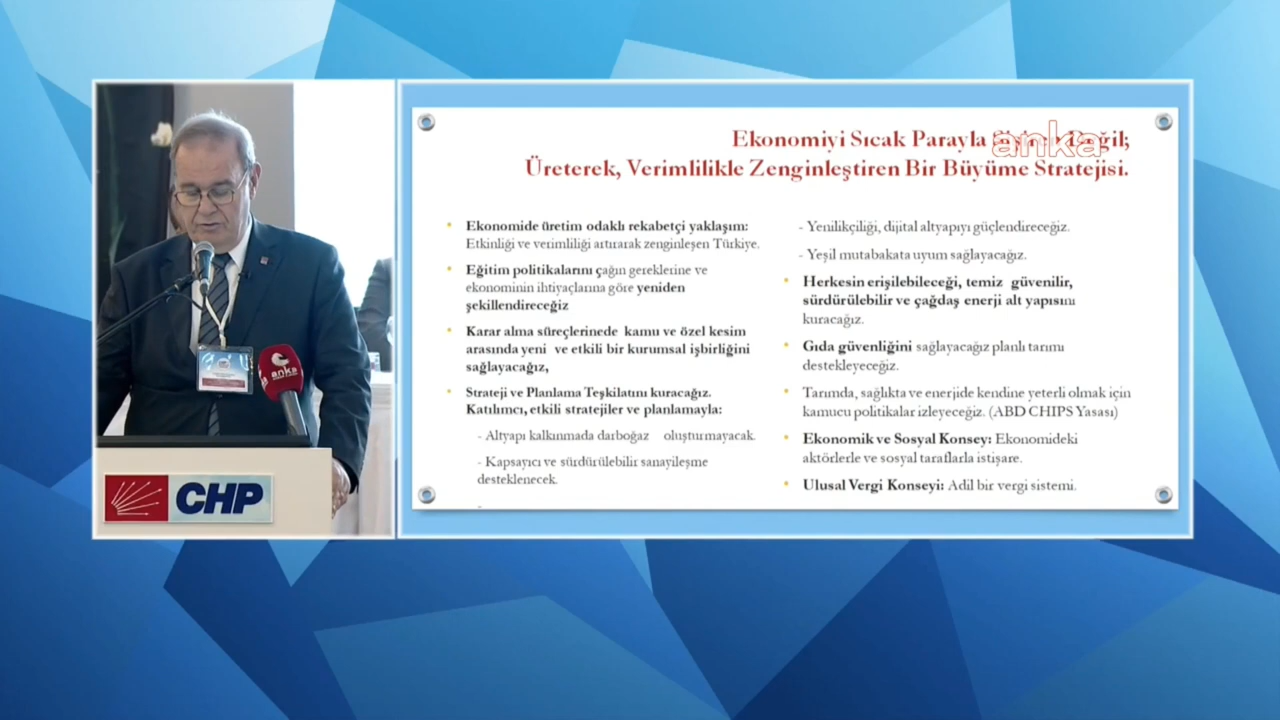 anka
Ekonomiyi Sıcak Parayla
Üreterek, Verimlilikle Zenginleştiren Bir Büyüme Stratejisi.
Ekonomide üretim odaklı rekabetçi yaklaşım:
Etkinliği ve verimliliği artırarak zenginleşen Türkiye.
Eğitim politikalarını çağın gereklerine ve
ekonominin ihtiyaçlarına göre yeniden
şekillendireceğiz
Karar alma süreçlerinede kamu ve özel kesim
arasında yeni ve etkili bir kurumsal işbirliğini
sağlayacağız,
Strateji ve Planlama Teşkilatını kuracağız.
Katılımcı, etkili stratejiler ve planlamayla:
- Altyapı kalkınmada darboğaz oluşturmayacak.
- Kapsayıcı ve sürdürülebilir sanayileşme
desteklenecek.
-
- Yenilikçiliği, dijital altyapıyı güçlendireceğiz.
- Yeşil mutabakata uyum sağlayacağız.
Herkesin erişilebileceği, temiz güvenilir,
sürdürülebilir ve çağdaş enerji alt yapısını
kuracağız.
Gıda güvenliğini sağlayacağız planlı tarımı
destekleyeceğiz.
Tarımda, sağlıkta ve enerjide kendine yeterli olmak için
kamucu politikalar izleyeceğiz. (ABD CHIPS Yasası)
Ekonomik ve Sosyal Konsey: Ekonomideki
aktörlerle ve sosyal taraflarla istişare.
Ulusal Vergi Konseyi: Adil bir vergi sistemi.
anka
CHP